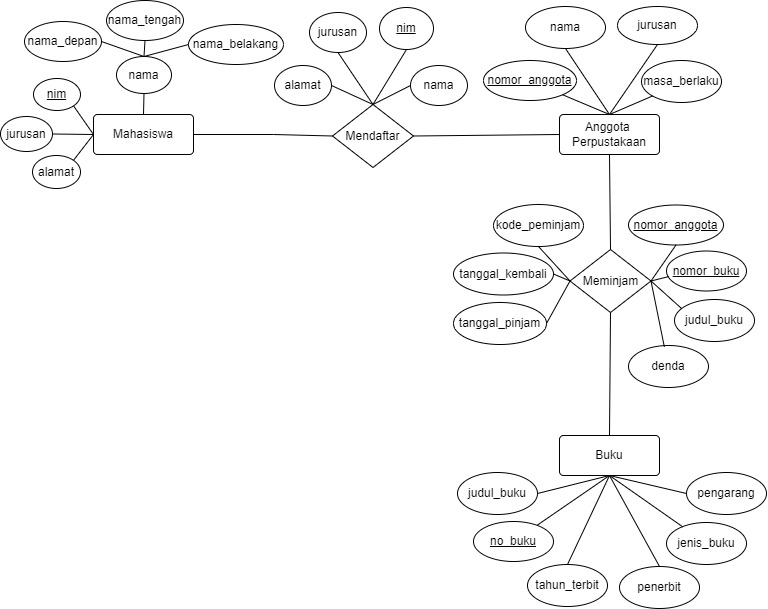 nama_tengah
nama_depan
nama_belakang
nama
nim
jurusan
alamat
Mahasiswa
jurusan
nim
alamat
nama
Mendaftar
nama
jurusan
nomor_anggota
masa_berlaku
Anggota
Perpustakaan
kode_peminjam
nomor_anggota
tanggal_kembali
Meminjam
nomor_buku
tanggal_pinjam
judul_buku
denda
Buku
judul_buku
pengarang
no_buku
jenis_buku
tahun_terbit
penerbit